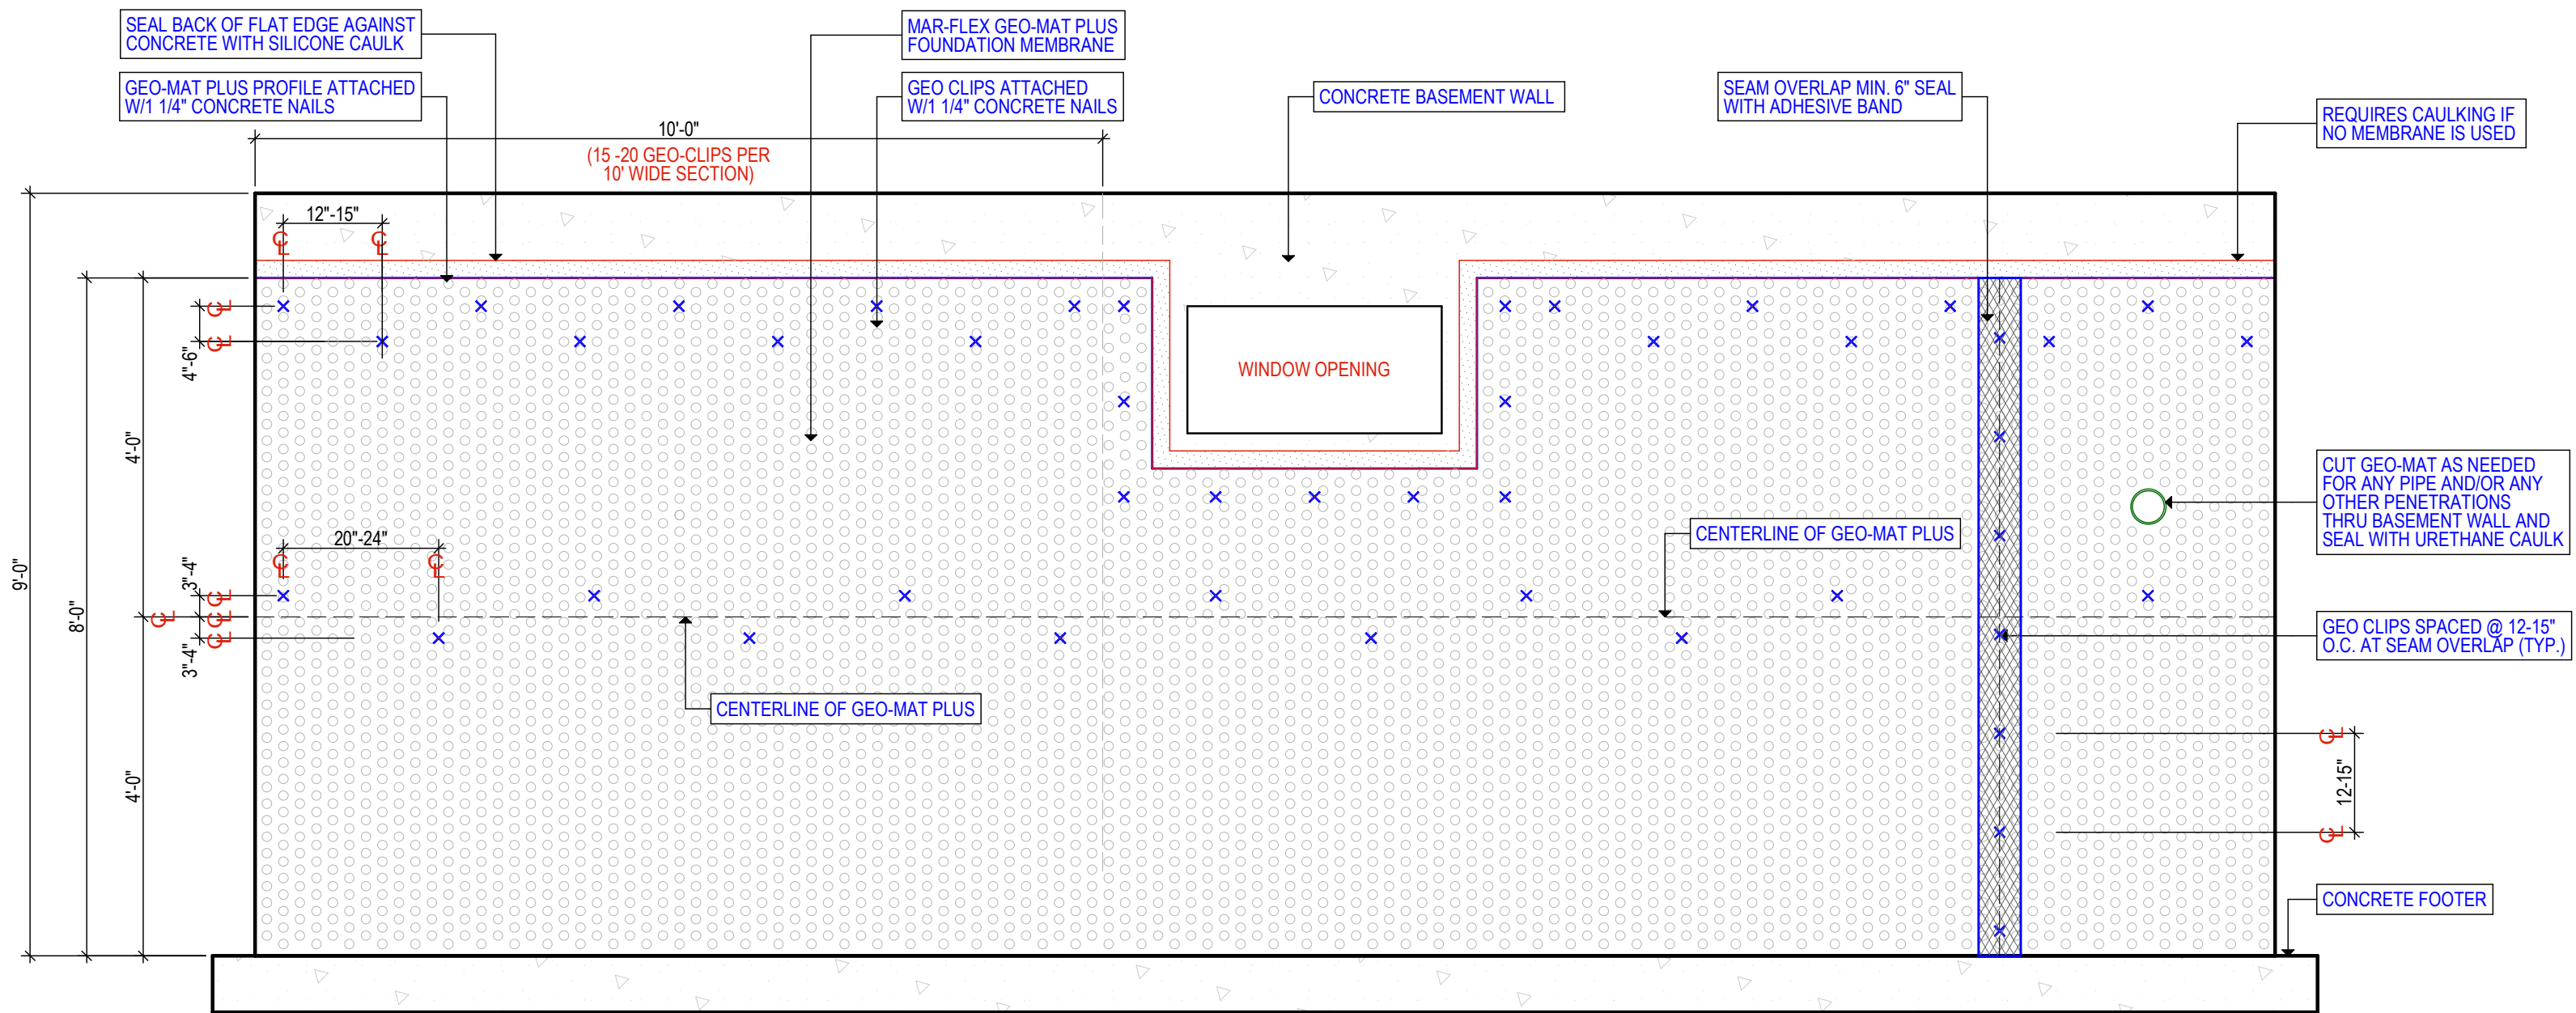 SEAL BACK OF FLAT EDGE AGAINST
CONCRETE WITH SILICONE CAULK
MAR-FLEX GEO-MAT PLUS
FOUNDATION MEMBRANE
GEO-MAT PLUS PROFILE ATTACHED
W/1 1/4" CONCRETE NAILS
GEO CLIPS ATTACHED
W/1 1/4" CONCRETE NAILS
CONCRETE BASEMENT WALL
SEAM OVERLAP MIN. 6" SEAL
WITH ADHESIVE BAND
REQUIRES CAULKING IF
NO MEMBRANE IS USED
10'-0"
(15 -20 GEO-CLIPS PER
10' WIDE SECTION)
12"-15"
4"-6"
WINDOW OPENING
4'-0"
9'-0"
8'-0"
CUT GEO-MAT AS NEEDED
FOR ANY PIPE AND/OR ANY
OTHER PENETRATIONS
THRU BASEMENT WALL AND
SEAL WITH URETHANE CAULK
CENTERLINE OF GEO-MAT PLUS
20"-24"
3"-4"
3"-4"
GEO CLIPS SPACED @ 12-15"
O.C. AT SEAM OVERLAP (TYP.)
CENTERLINE OF GEO-MAT PLUS
4'-0"
12-15"
CONCRETE FOOTER